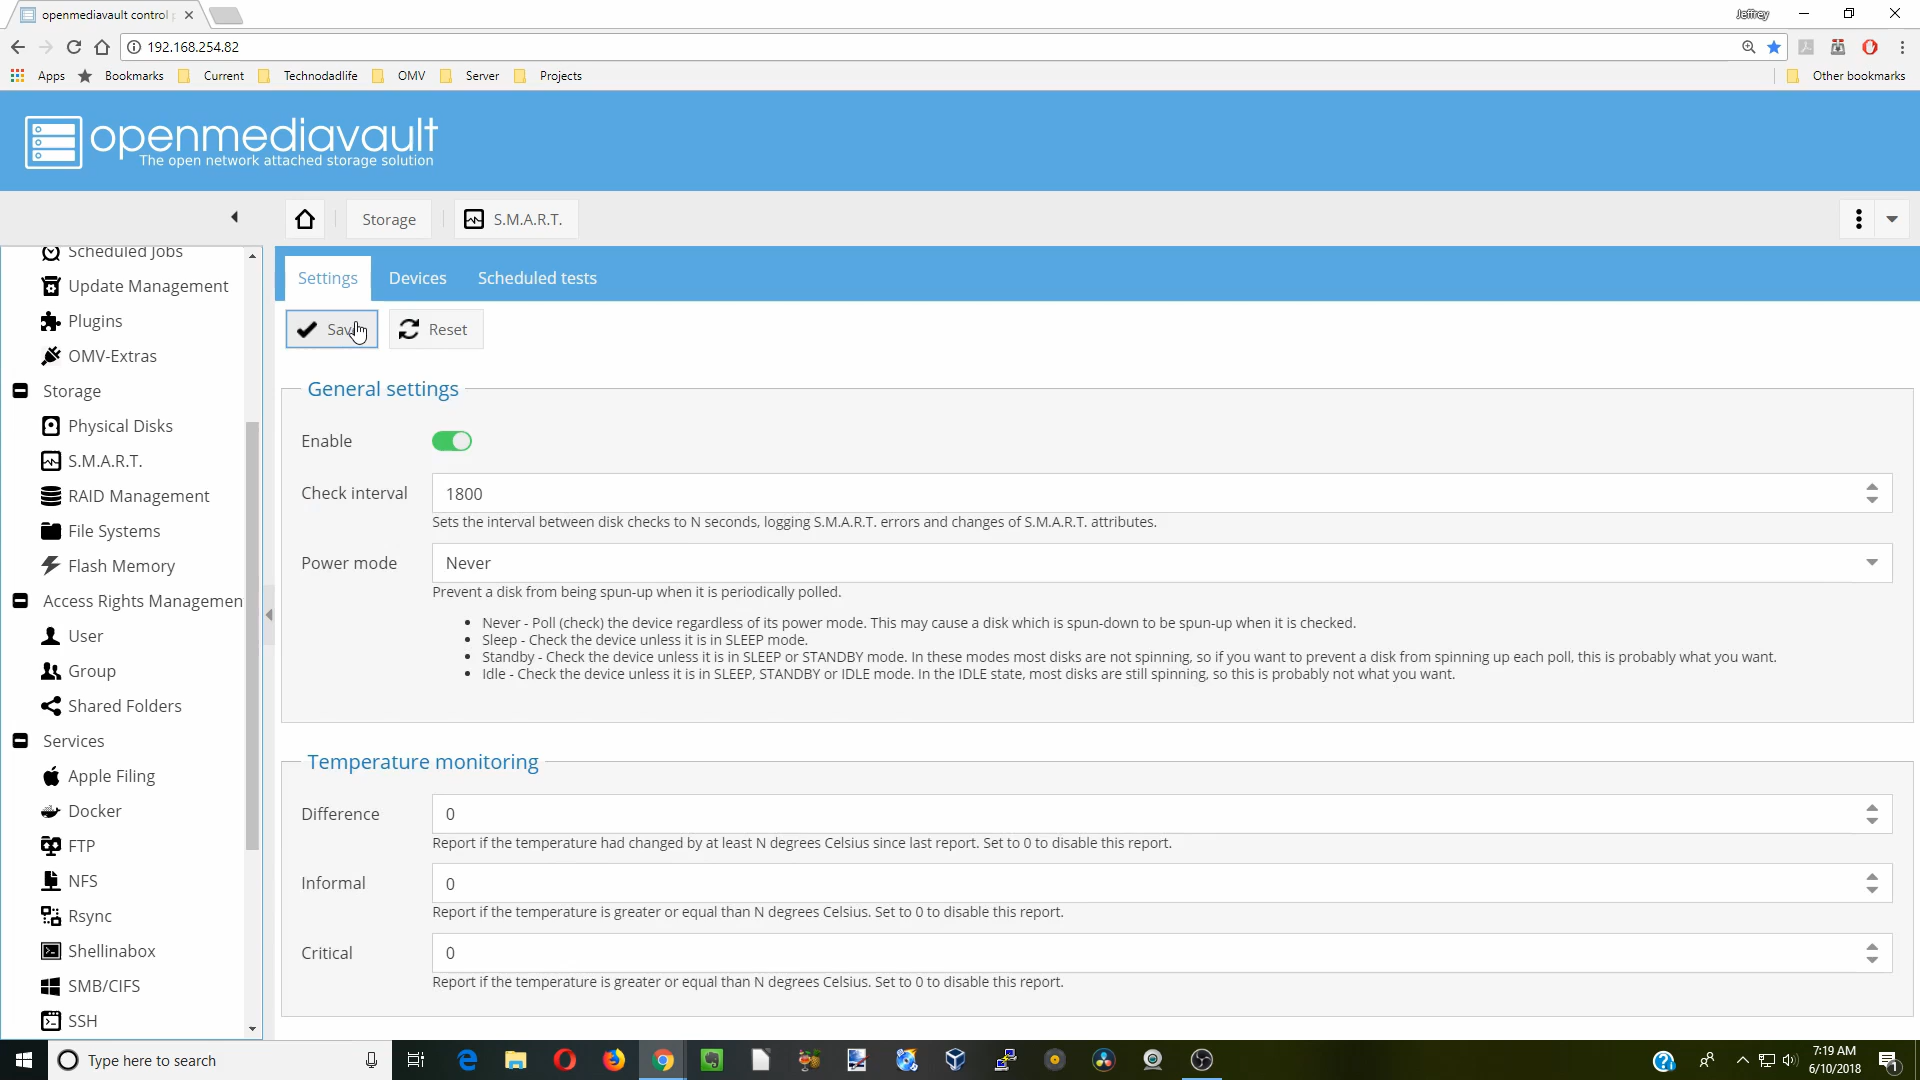 openmediavault control
Jeffrey
192.168.254.82
Apps
Bookmarks
Current
Technodadlife
OMV
Server
Projects
Other bookmarks
openmediavault
The open network attached storage solution
Storage
S.M.A.R.T.
Scheduled Jobs
Update Management
Plugins
OMV-Extras
Storage
Physical Disks
S.M.A.R.T.
RAID Management
File Systems
Flash Memory
Access Rights Managemen
User
Group
Shared Folders
Services
Apple Filing
Docker
FTP
NFS
Rsync
Shellinabox
SMB/CIFS
SSH
Settings
Devices
Scheduled tests
Save
Reset
General settings
Enable
Check interval
1800
Sets the interval between disk checks to N seconds, logging S.M.A.R.T. errors and changes of S.M.A.R.T. attributes.
Power mode
Never
Prevent a disk from being spun-up when it is periodically polled.
• Never - Poll (check) the device regardless of its power mode. This may cause a disk which is spun-down to be spun-up when it is checked.
• Sleep - Check the device unless it is in SLEEP mode.
• Standby - Check the device unless it is in SLEEP or STANDBY mode. In these modes most disks are not spinning, so if you want to prevent a disk from spinning up each poll, this is probably what you want.
• Idle - Check the device unless it is in SLEEP, STANDBY or IDLE mode. In the IDLE state, most disks are still spinning, so this is probably not what you want.
Temperature monitoring
Difference
0
Report if the temperature had changed by at least N degrees Celsius since last report. Set to 0 to disable this report.
Informal
0
Report if the temperature is greater or equal than N degrees Celsius. Set to 0 to disable this report.
Critical
0
Report if the temperature is greater or equal than N degrees Celsius. Set to 0 to disable this report.
Type here to search
7:19 AM
6/10/2018
1